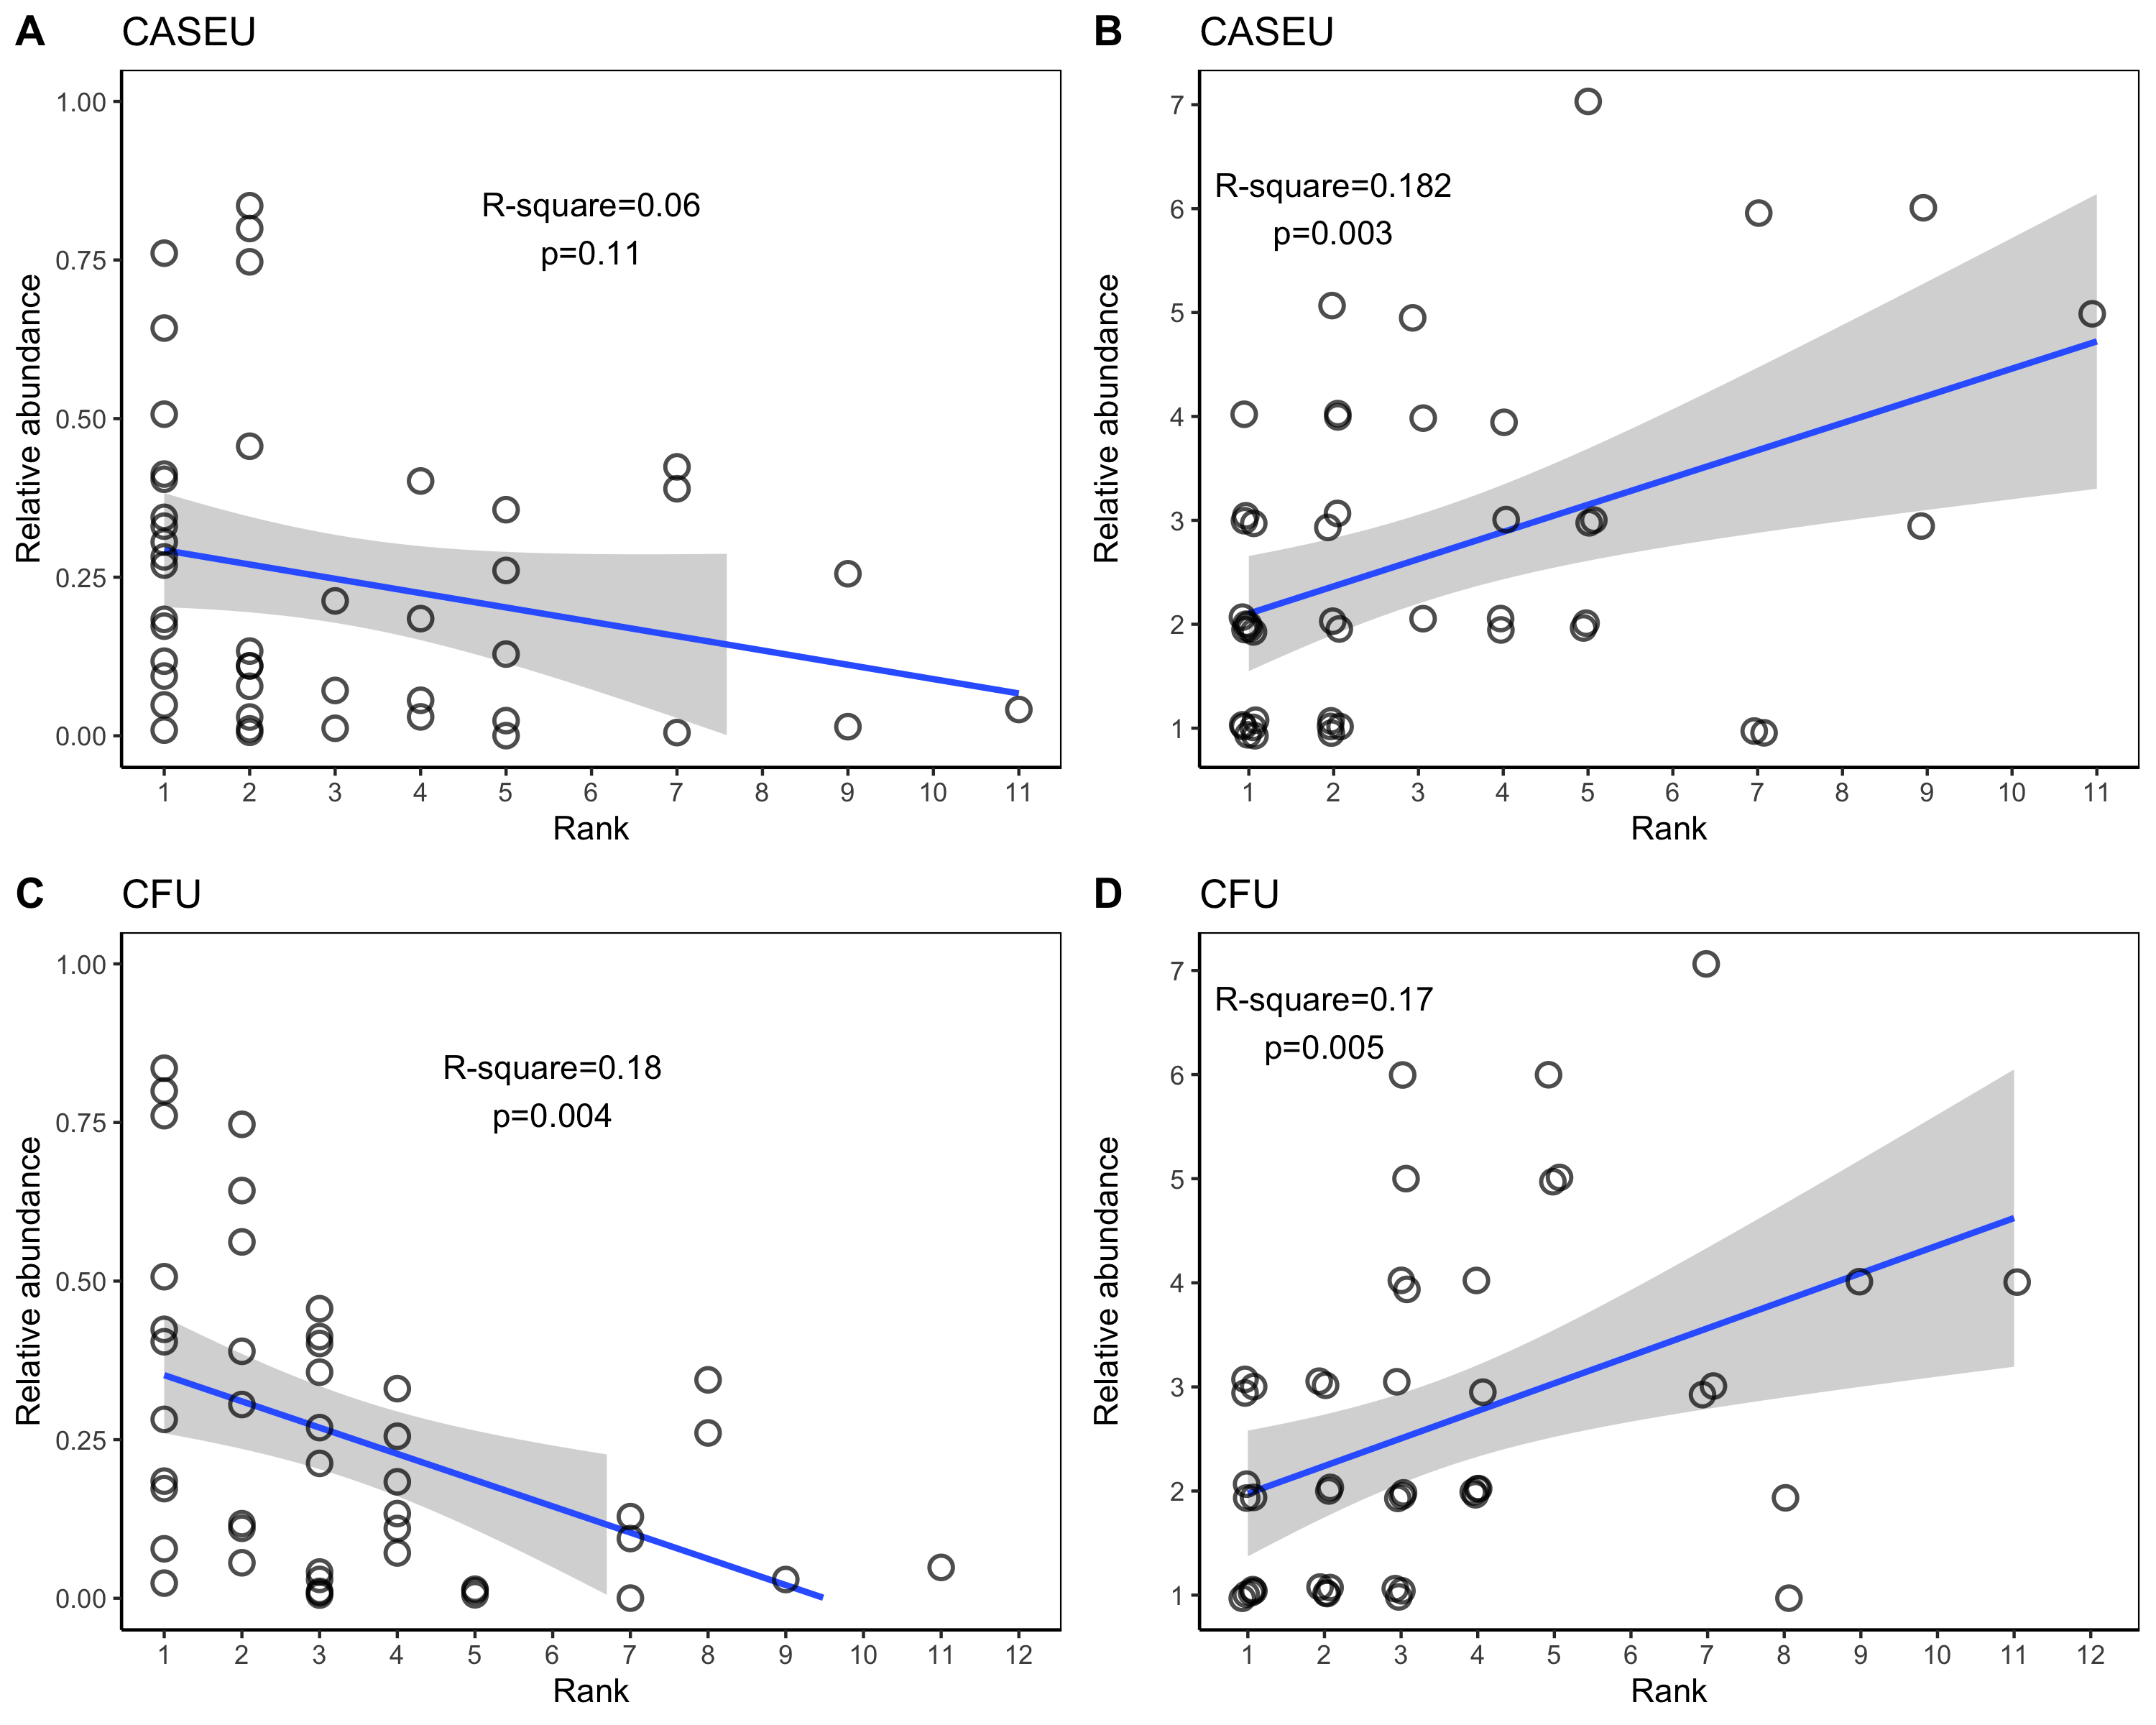 A CASEU
1.00
0.75
0.50
0.25
0.00
Relative abundance
R-square=0.06
p=0.11
1 2 3 4 5 6 7 8 9 10 11
Rank
B CASEU
7
6
5
4
3
2
1
Relative abundance
R-square=0.182
p=0.003
1 2 3 4 5 6 7 8 9 10 11
Rank
C CFU
1.00
0.75
0.50
0.25
0.00
Relative abundance
R-square=0.18
p=0.004
1 2 3 4 5 6 7 8 9 10 11 12
Rank
D CFU
7
6
5
4
3
2
1
Relative abundance
R-square=0.17
p=0.005
1 2 3 4 5 6 7 8 9 10 11 12
Rank